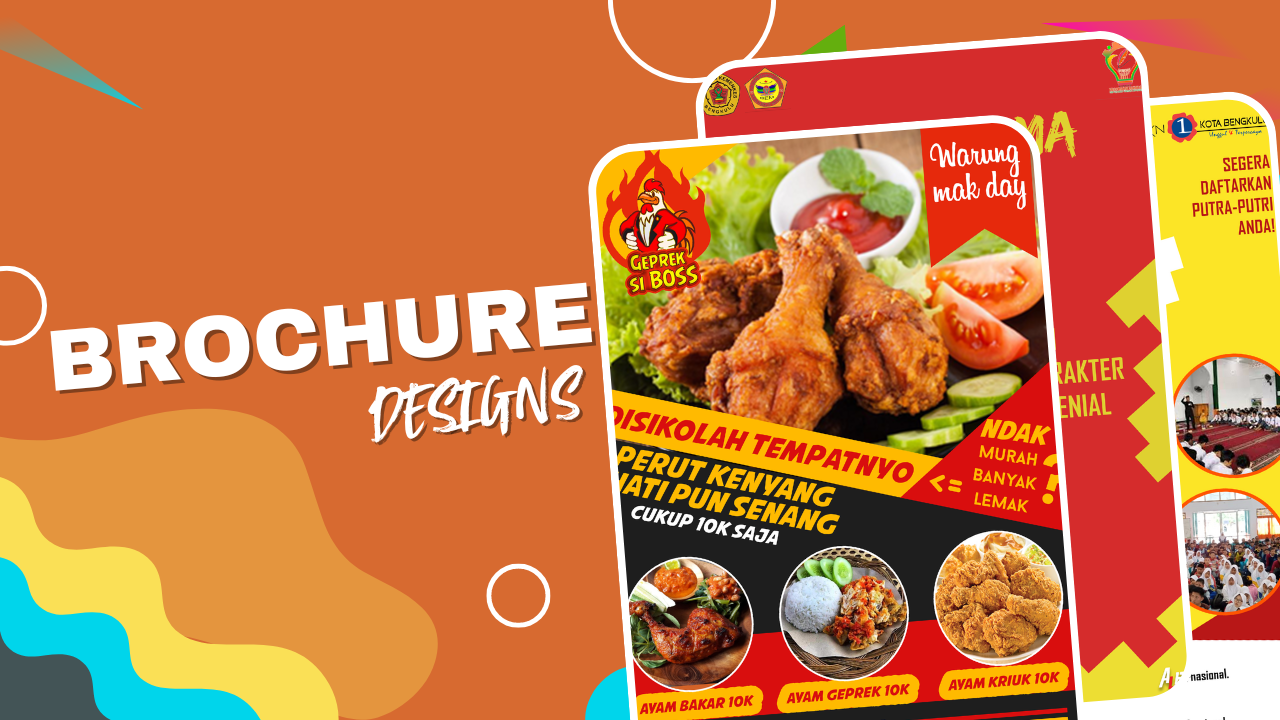 BROCHURE
DESIGNS
GEPREK
SI BOSS
Warung
mak day
DISIKOLAH TEMPATNYO
<=
NDAK
MURAH
BANYAK
LEMAK
?
PERUT KENYANG
HATI PUN SENANG
CUKUP 10K SAJA
AYAM BAKAR 10K
AYAM GEPREK 10K
AYAM KRIUK 10K
MA
RAKTER
ENIAL
1
KOTA BENGKUL
SEGERA
DAFTARKAN
PUTRA-PUTRI
ANDA!
nasional.